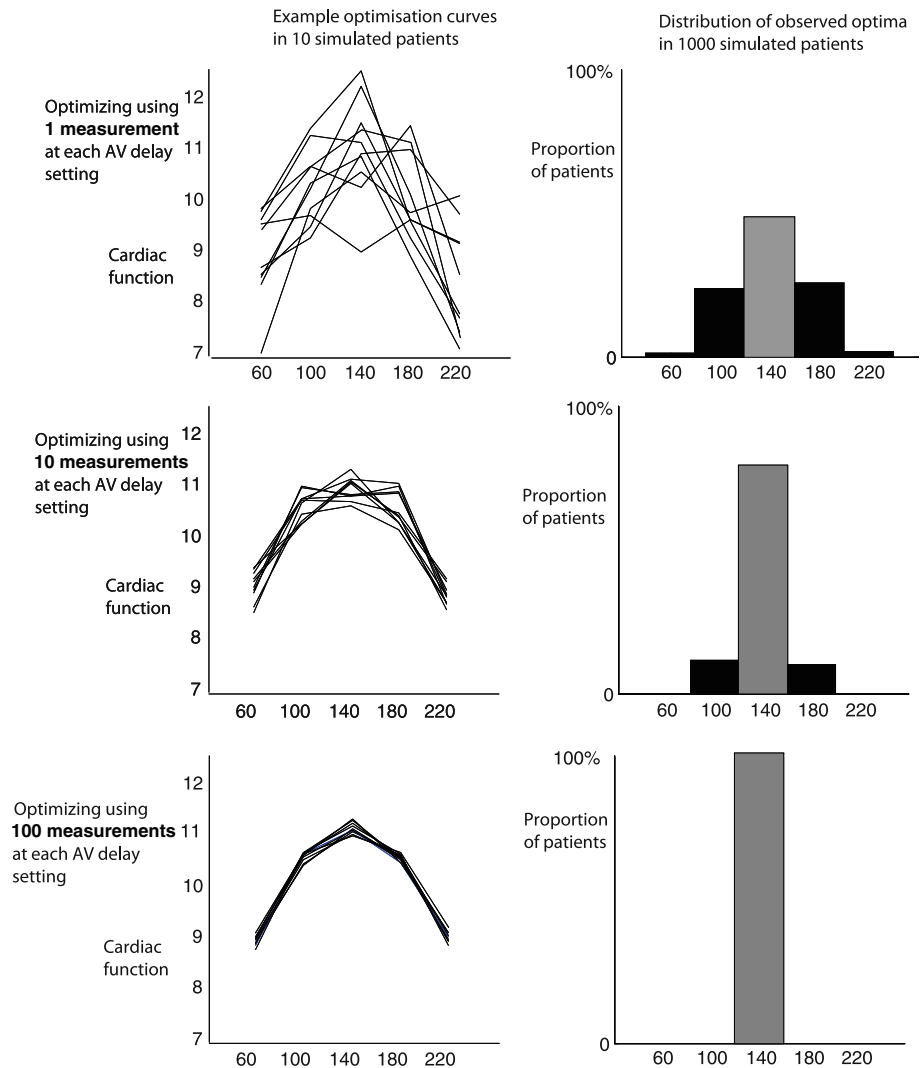 Example optimisation curves
in 10 simulated patients
Distribution of observed optima
in 1000 simulated patients
Optimizing using
1 measurement
at each AV delay
setting
Cardiac
function
12
11
10
9
8
7
60 100 140 180 220
100%
Proportion
of patients
0
60 100 140 180 220
Optimizing using
10 measurements
at each AV delay
setting
Cardiac
function
12
11
10
9
8
7
60 100 140 180 220
100%
Proportion
of patients
0
60 100 140 180 220
Optimizing using
100 measurements
at each AV delay
setting
Cardiac
function
12
11
10
9
8
7
60 100 140 180 220
100%
Proportion
of patients
0
60 100 140 180 220